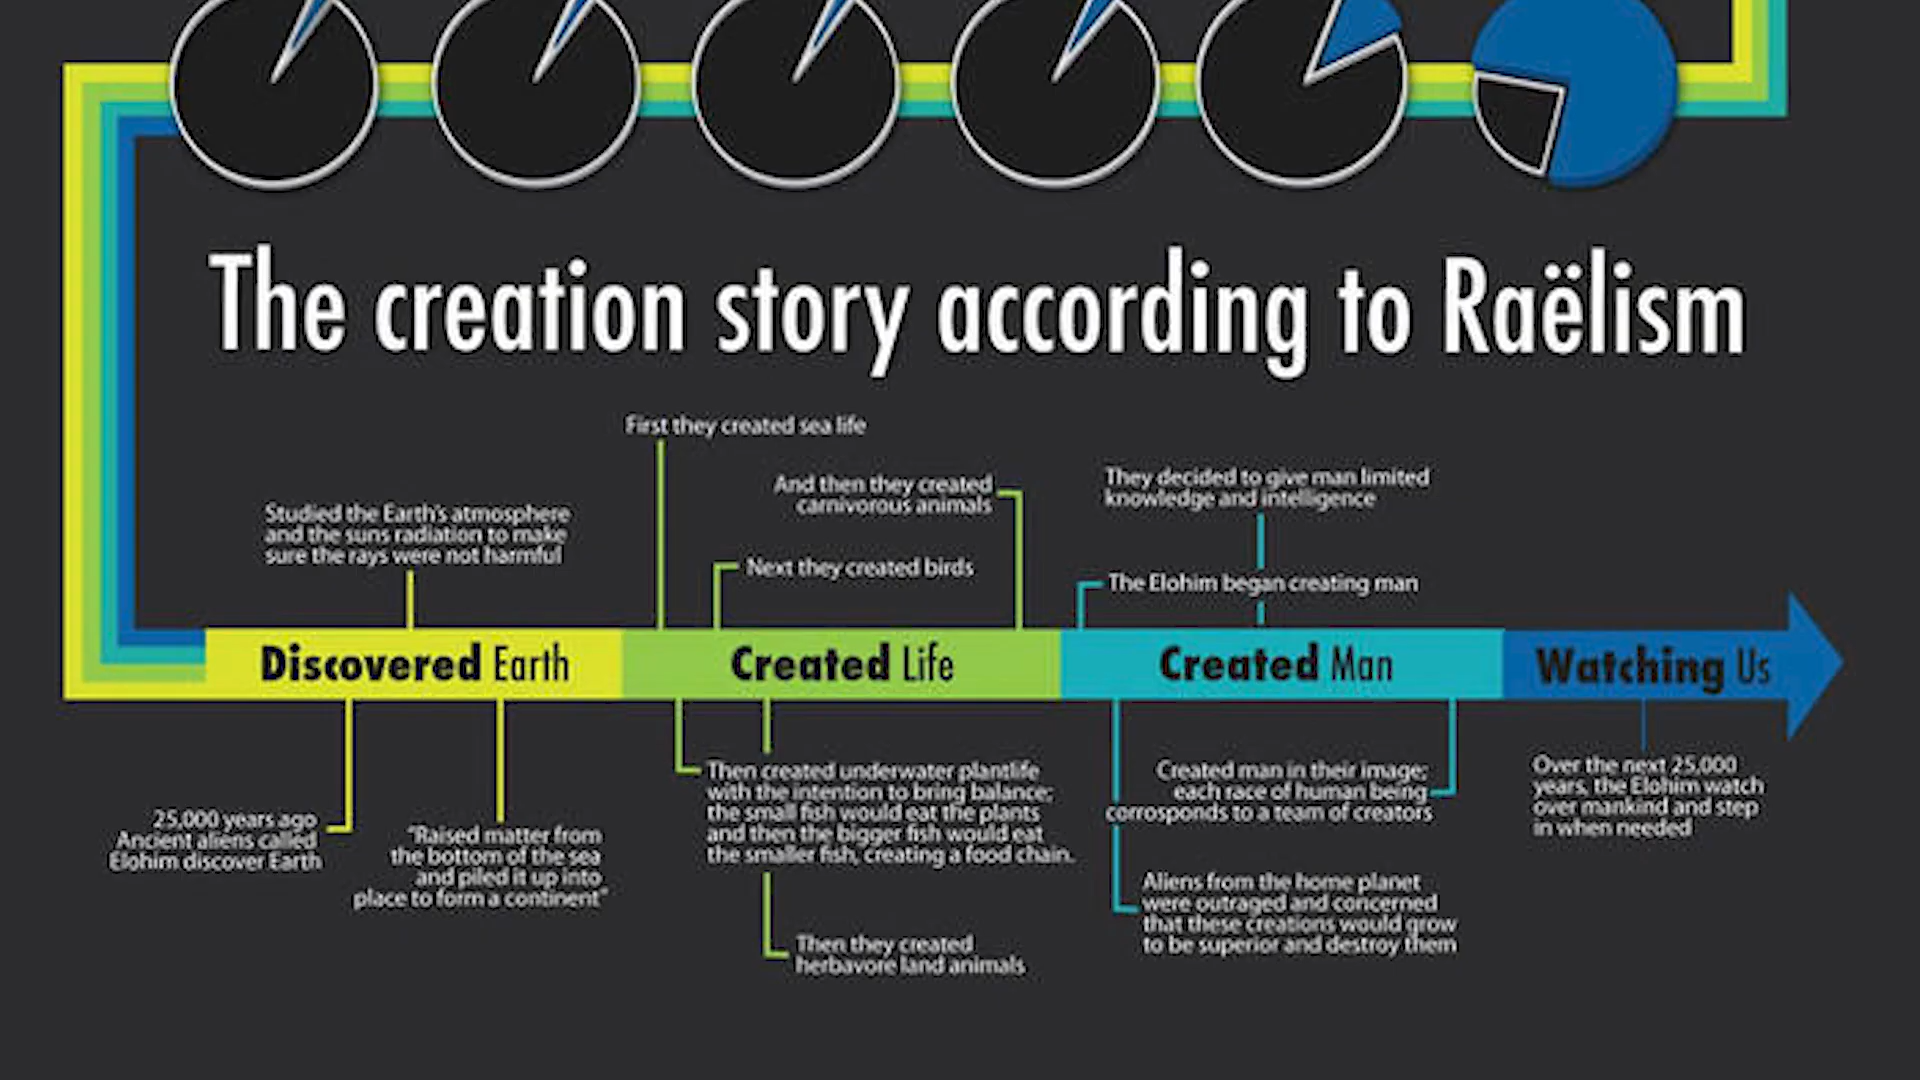 The creation story according to Raëlism
First they created sea life
And then they created
carnivorous animals
They decided to give man limited
knowledge and intelligence
Studied the Earth's atmosphere
and the suns radiation to make
sure the rays were not harmful
Next they created birds
The Elohim began creating man
Discovered Earth
Created Life
Created Man
Watching Us
25,000 years ago
Ancient aliens called
Elohim discover Earth
"Raised matter from
the bottom of the sea
and piled it up into
place to form a continent"
Then created underwater plantlife
with the intention to bring balance;
the small fish would eat the plants
and then the bigger fish would eat
the smaller fish, creating a food chain.
Then they created
herbavore land animals
Created man in their image;
each race of human being
corrosponds to a team of creators
Aliens from the home planet
were outraged and concerned
that these creations would grow
to be superior and destroy them
Over the next 25,000
years, the Elohim watch
over mankind and step
in when needed